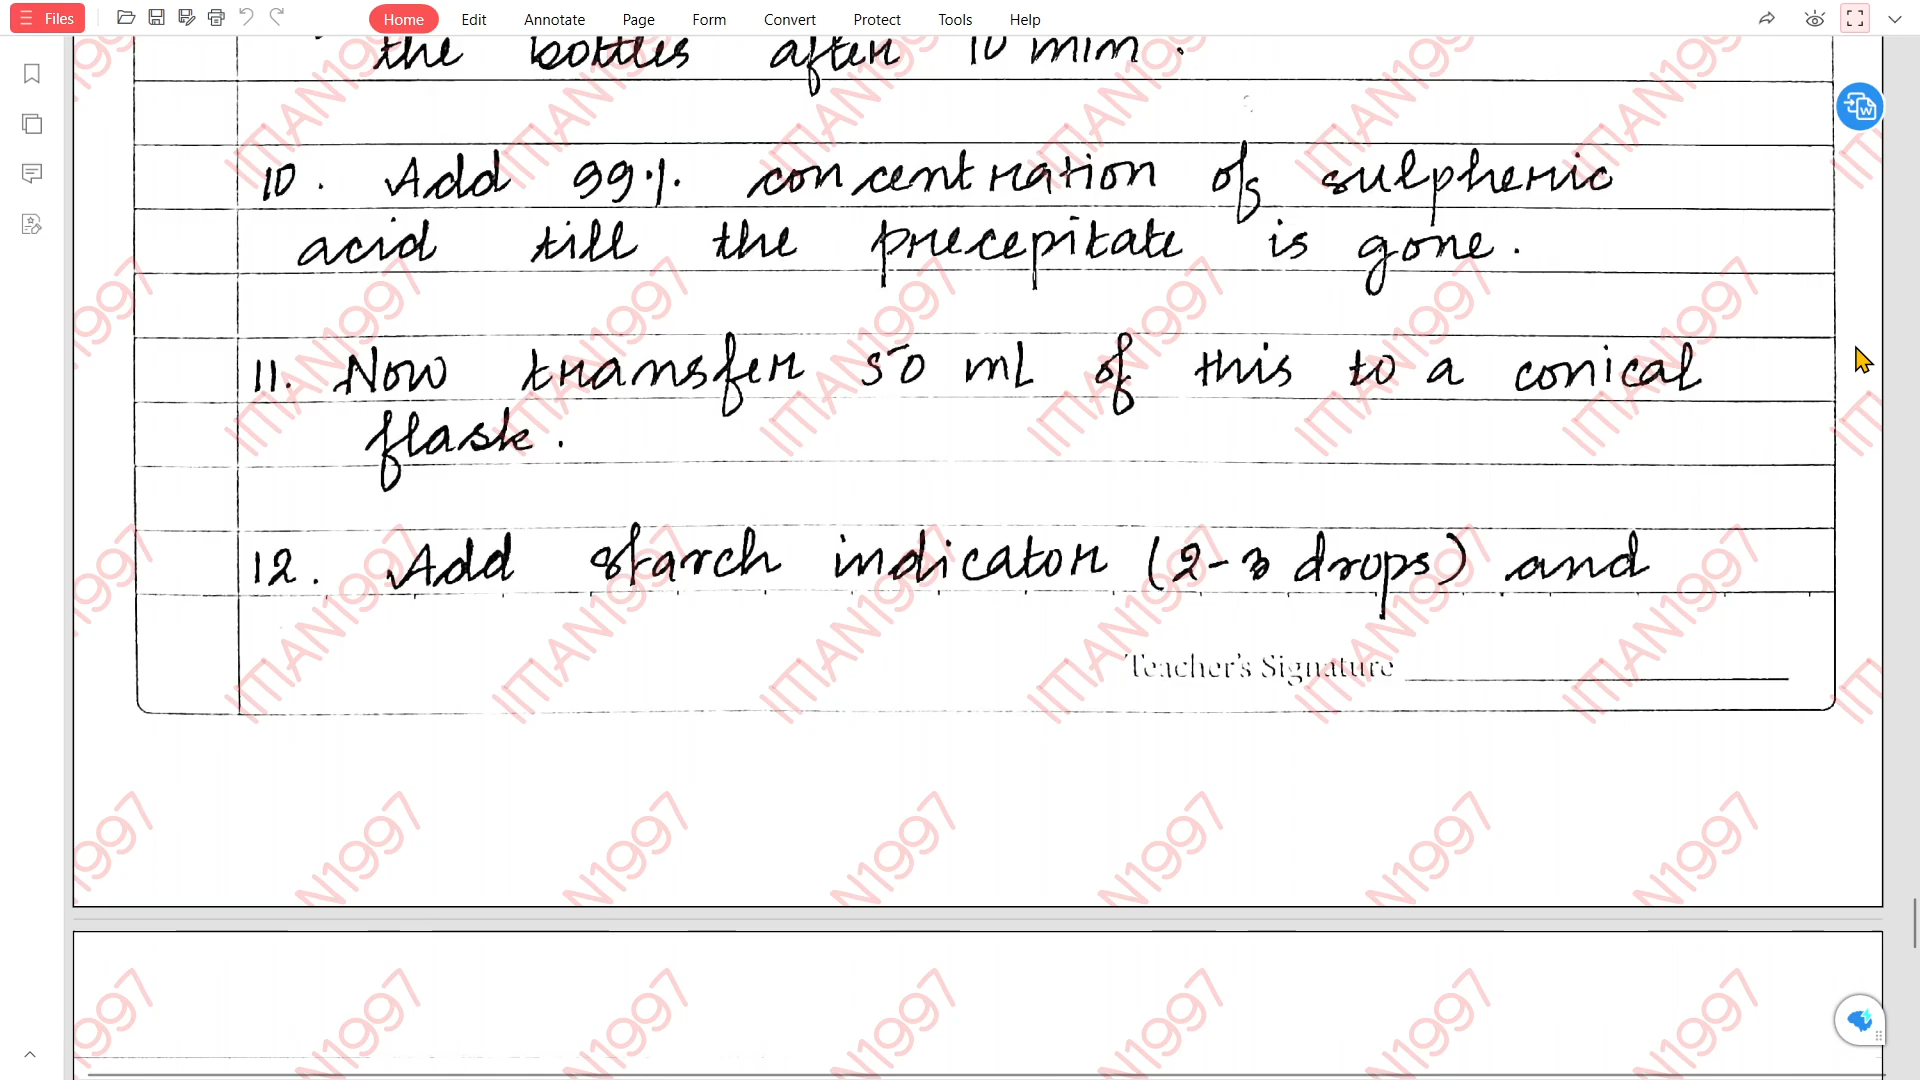 Files
Home Edit Annotate Page Form Convert Protect Tools Help
the bottles after 10 min.
10. Add 99% concentration of sulpheric
acid till the precepitate is gone.
11. Now transfer 50 mL of this to a conical
flask.
12. Add starch indicator (2-3 drops) and
Teacher's Signature
IITIAN1997